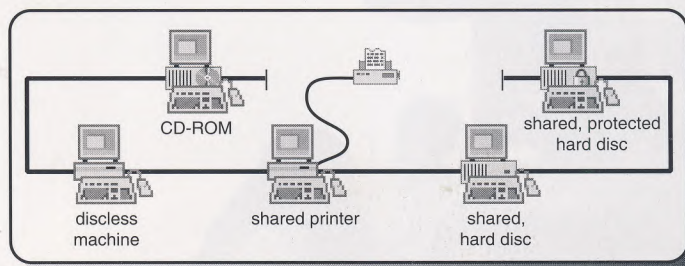 CD-ROM
shared, protected
hard disc
discless
machine
shared printer
shared,
hard disc